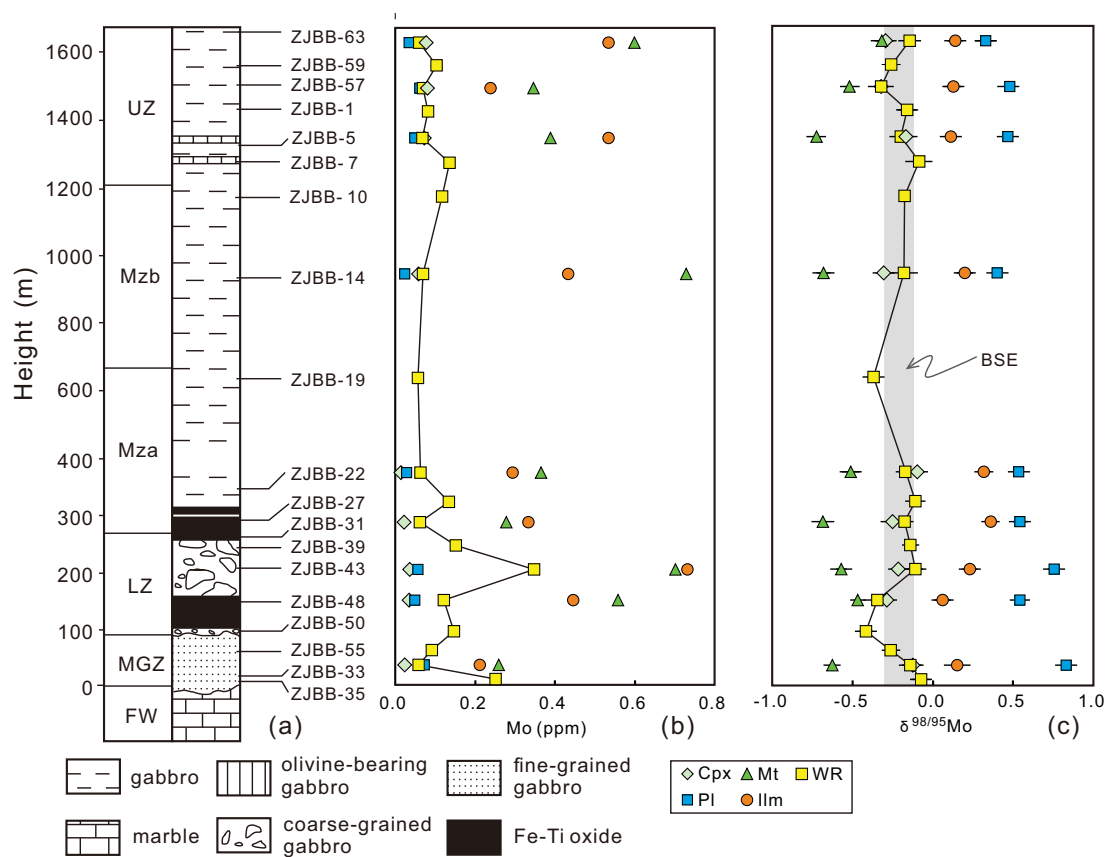 Height (m)
1600
1400
1200
1000
800
600
400
300
200
100
0
UZ
Mzb
Mza
LZ
MGZ
FW
ZJBB-63
ZJBB-59
ZJBB-57
ZJBB-1
ZJBB-5
ZJBB- 7
ZJBB- 10
ZJBB-14
ZJBB-19
ZJBB-22
ZJBB-27
ZJBB-31
ZJBB-39
ZJBB-43
ZJBB-48
ZJBB-50
ZJBB-55
ZJBB-33
ZJBB-35
(a)
0.0 0.2 0.4 0.6 0.8
Mo (ppm)
(b)
BSE
-1.0 -0.5 0.0 0.5 1.0
δ98/95Mo
(c)
gabbro
olivine-bearing
gabbro
fine-grained
gabbro
marble
coarse-grained
gabbro
Fe-Ti oxide
Cpx Mt WR
Pl Ilm